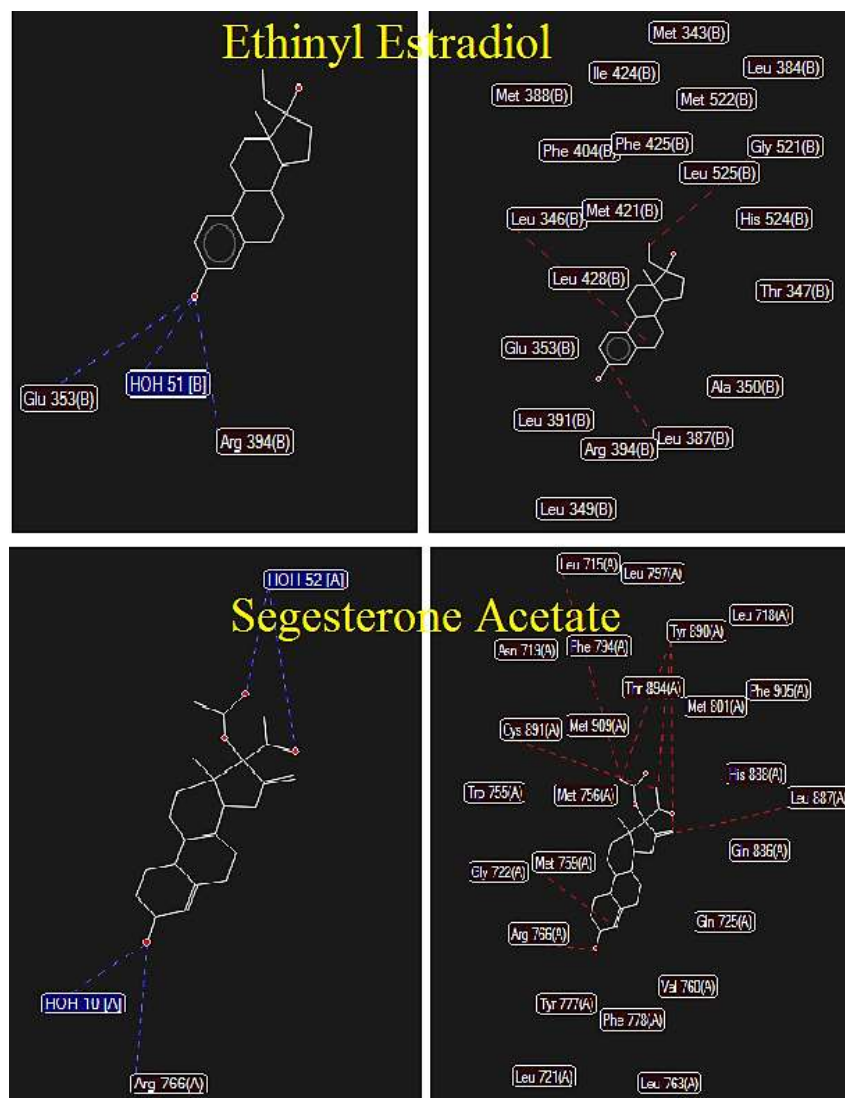 Ethinyl Estradiol
Glu 353(B)
HOH 51 [B]
Arg 394(B)
Met 343(B)
Ile 424(B)
Leu 384(B)
Met 388(B)
Met 522(B)
Phe 404(B)
Phe 425(B)
Gly 521(B)
Leu 525(B)
Leu 346(B)
Met 421(B)
His 524(B)
Leu 428(B)
Thr 347(B)
Glu 353(B)
Ala 350(B)
Leu 391(B)
Arg 394(B)
Leu 387(B)
Leu 349(B)
Segesterone Acetate
HOH 52 [A]
HOH 10 [A]
Arg 766(A)
Leu 715(A)
Leu 797(A)
Leu 718(A)
Tyr 890(A)
Asn 719(A)
Phe 794(A)
Thr 894(A)
Phe 905(A)
Met 801(A)
Cys 891(A)
Met 909(A)
His 888(A)
Trp 755(A)
Met 756(A)
Leu 887(A)
Gln 886(A)
Gly 722(A)
Met 759(A)
Arg 766(A)
Gln 725(A)
Val 760(A)
Tyr 777(A)
Phe 778(A)
Leu 721(A)
Leu 763(A)